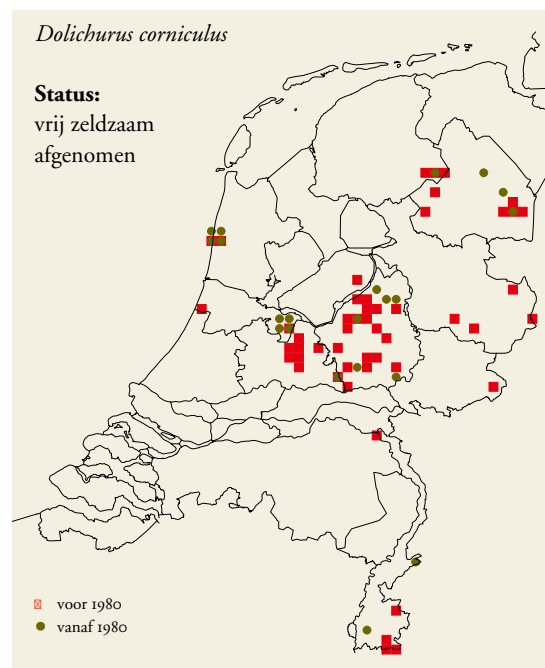 Dolichurus corniculus
Status:
vrij zeldzaam
afgenomen
voor 1980
vanaf 1980